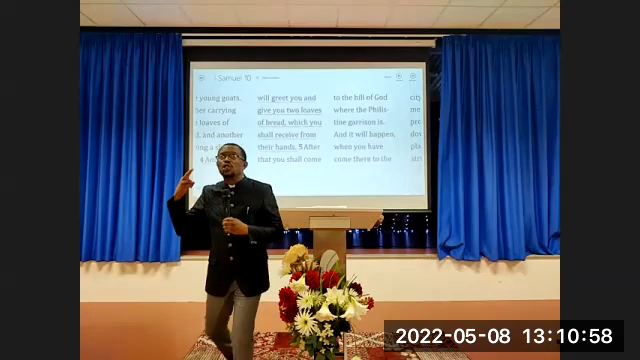 Samuel 10
young goats,
carrying
loaves of
and another
4
will greet you and
give you two loaves
of bread, which you
shall receive from
their hands. 5 After
that you shall come
to the hill of God
where the Philis-
tine garrison is.
And it will happen,
when you have
come there to the
2022-05-08 13:10:58